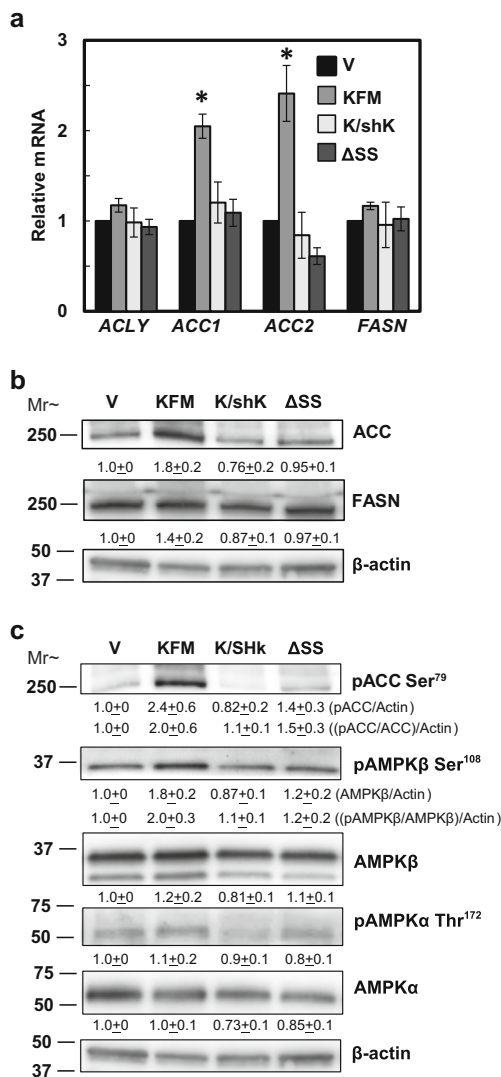 a
3
2
1
0
Relative mRNA
V
KFM
K/shK
ΔSS
*
*
ACLY ACC1 ACC2 FASN
b
Mr~ V KFM K/shK ΔSS
250 ACC
1.0±0 1.8±0.2 0.76±0.2 0.95±0.1
250 FASN
1.0±0 1.4±0.2 0.87±0.1 0.97±0.1
50
37 β-actin
c
Mr~ V KFM K/SHk ΔSS
250 pACC Ser⁷⁹
1.0±0 2.4±0.6 0.82±0.2 1.4±0.3 (pACC/Actin)
1.0±0 2.0±0.6 1.1±0.1 1.5±0.3 ((pACC/ACC)/Actin)
37 pAMPKβ Ser¹⁰⁸
1.0±0 1.8±0.2 0.87±0.1 1.2±0.2 (AMPKβ/Actin)
1.0±0 2.0±0.3 1.1±0.1 1.2±0.2 ((pAMPKβ/AMPKβ)/Actin)
37 AMPKβ
1.0±0 1.2±0.2 0.81±0.1 1.1±0.1
75
50 pAMPKα Thr¹⁷²
1.0±0 1.1±0.2 0.9±0.1 0.8±0.1
75
50 AMPKα
1.0±0 1.0±0.1 0.73±0.1 0.85±0.1
50
37 β-actin